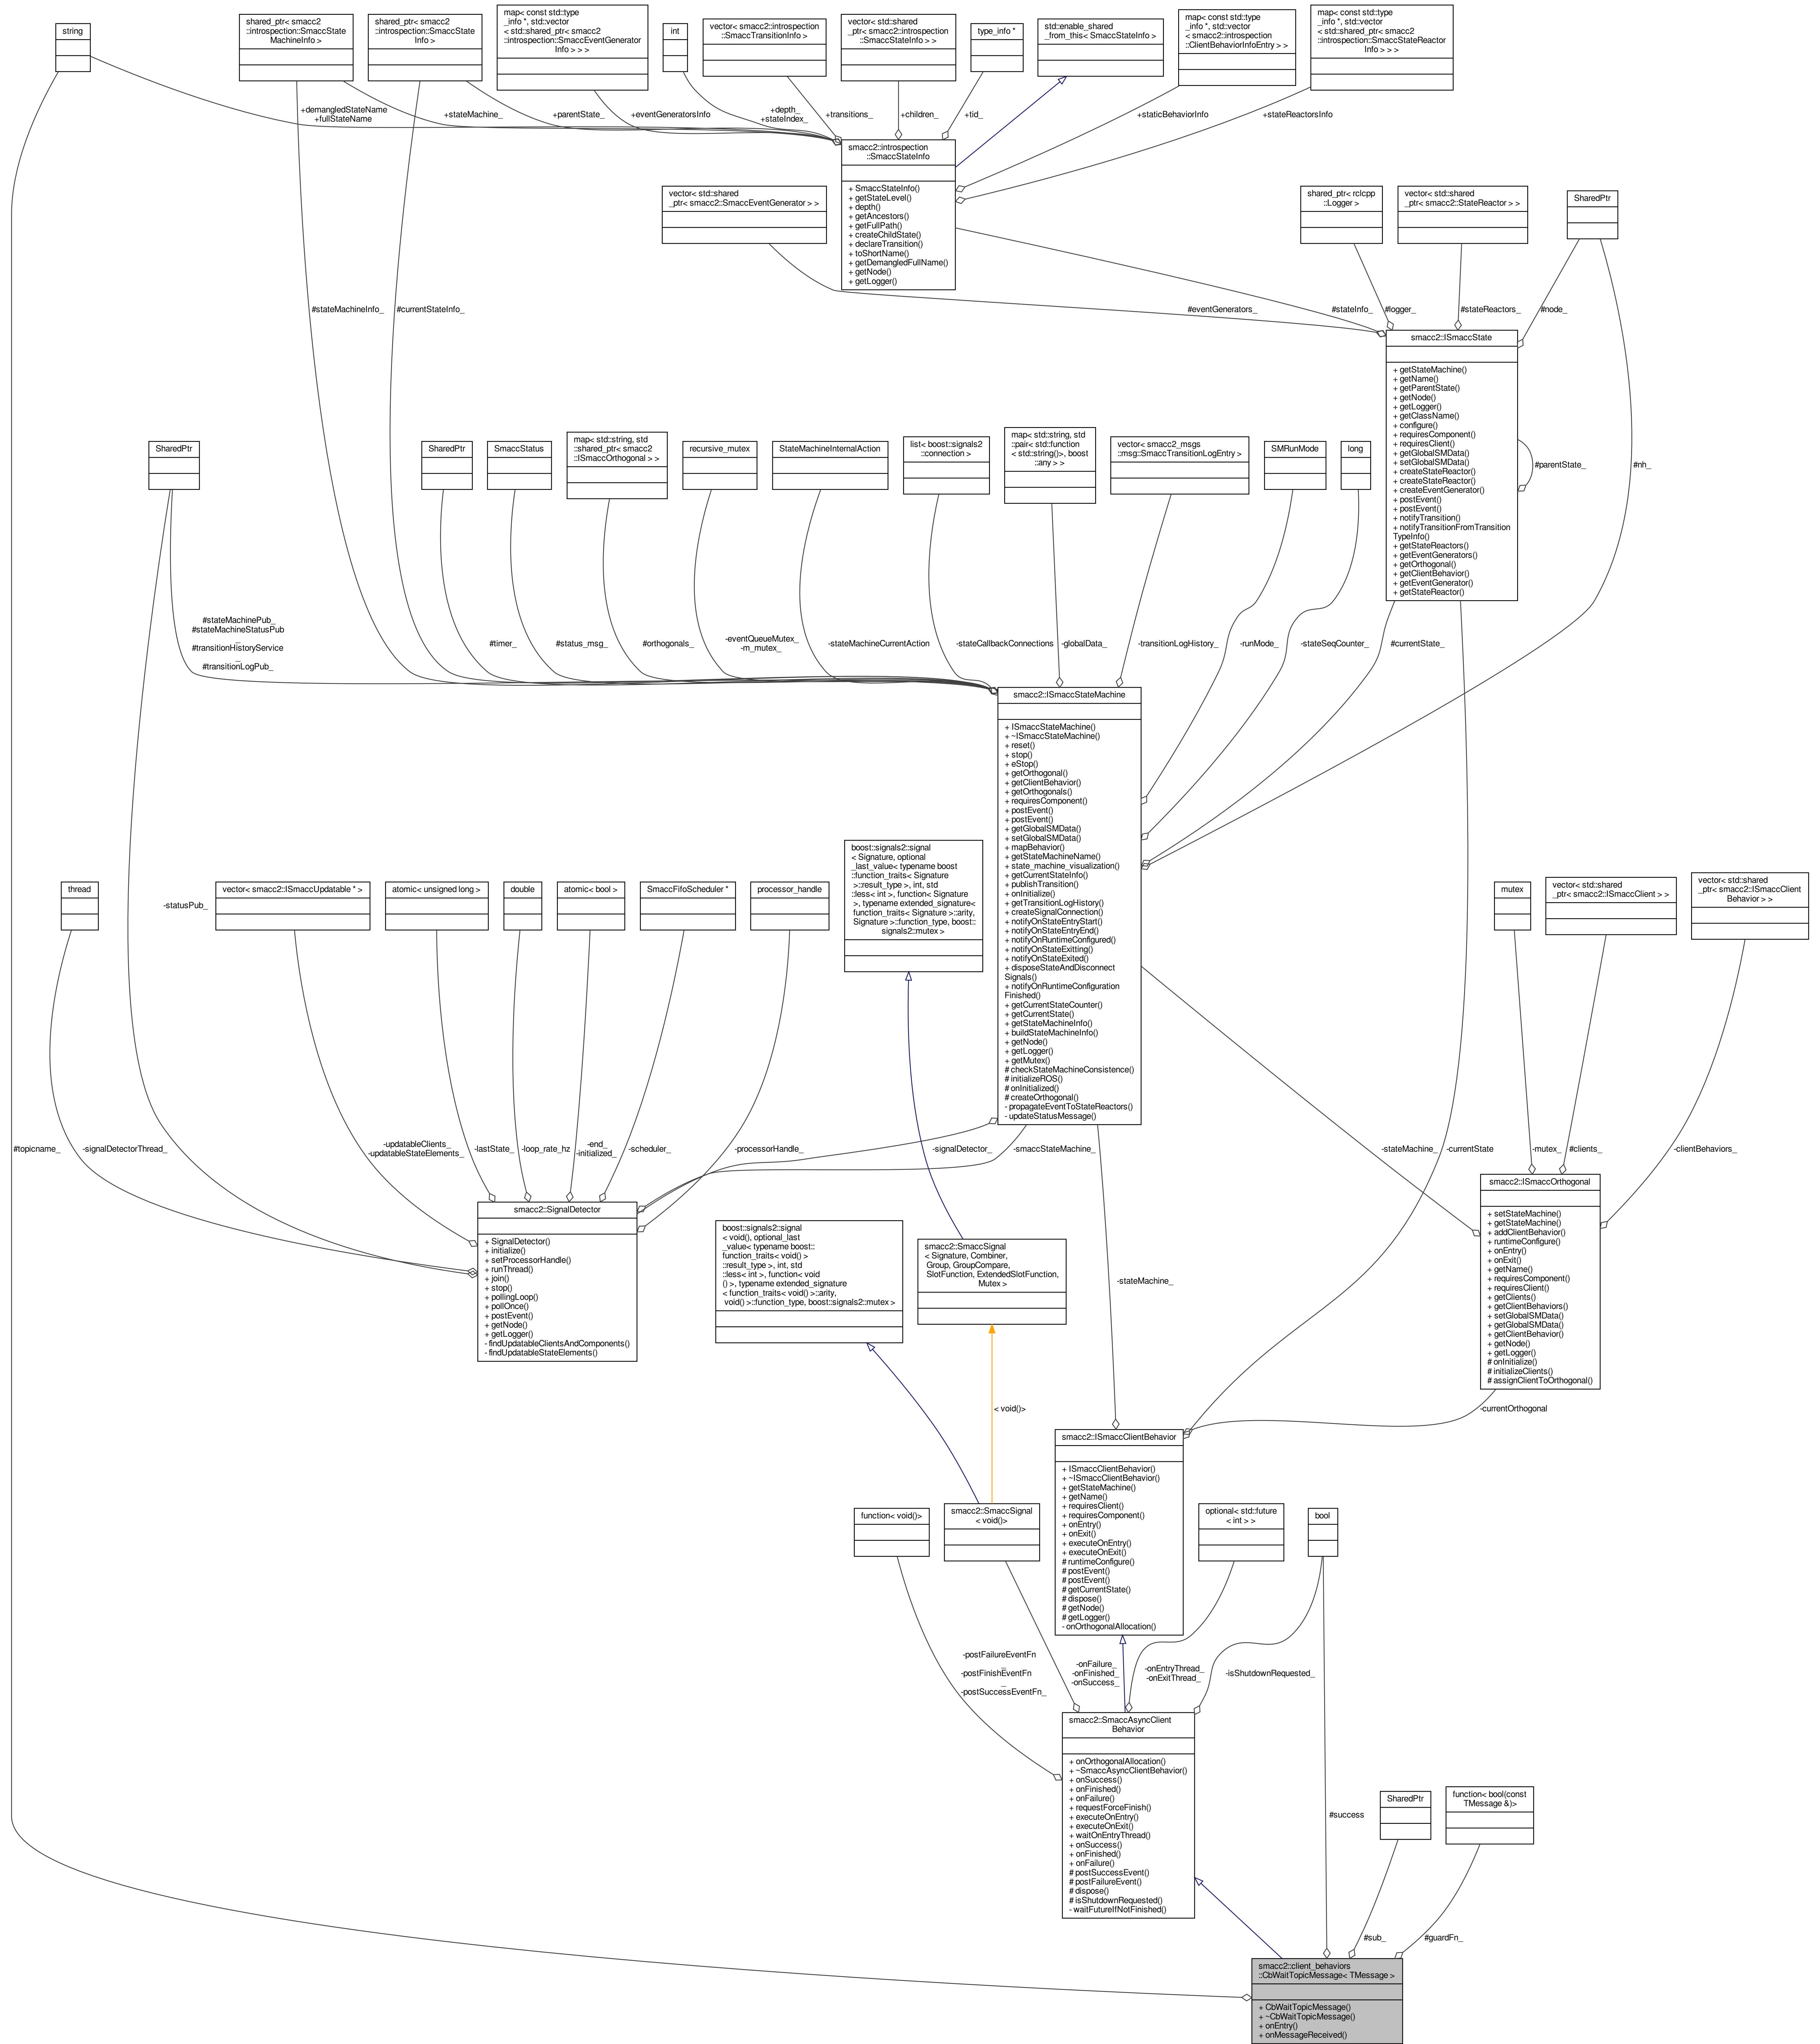 string
shared_ptr< smacc2
::introspection::SmaccState
MachineInfo >
shared_ptr< smacc2
::introspection::SmaccState
Info >
map< const std::type
_info *, std::vector
< std::shared_ptr< smacc2
::introspection::SmaccEventGenerator
Info > > >
int
vector< smacc2::introspection
::SmaccTransitionInfo >
vector< std::shared
_ptr< smacc2::introspection
::SmaccStateInfo > >
type_info *
std::enable_shared
_from_this< SmaccStateInfo >
map< const std::type
_info *, std::vector
< smacc2::introspection
::ClientBehaviorInfoEntry > >
map< const std::type
_info *, std::vector
< std::shared_ptr< smacc2
::introspection::SmaccStateReactor
Info > > >
+demangledStateName
+fullStateName
+stateMachine_
+parentState_
+eventGeneratorsInfo
+depth_
+stateIndex_
+transitions_
+children_
+tid_
+staticBehaviorInfo
+stateReactorsInfo
smacc2::introspection
::SmaccStateInfo
+ SmaccStateInfo()
+ getStateLevel()
+ depth()
+ getAncestors()
+ getFullPath()
+ createChildState()
+ declareTransition()
+ toShortName()
+ getDemangledFullName()
+ getNode()
+ getLogger()
vector< std::shared
_ptr< smacc2::SmaccEventGenerator > >
shared_ptr< rclcpp
::Logger >
vector< std::shared
_ptr< smacc2::StateReactor > >
SharedPtr
#stateMachineInfo_
#currentStateInfo_
#eventGenerators_
#stateInfo_
#logger_
#stateReactors_
#node_
smacc2::ISmaccState
+ getStateMachine()
+ getName()
+ getParentState()
+ getNode()
+ getLogger()
+ getClassName()
+ configure()
+ requiresComponent()
+ requiresClient()
+ getGlobalSMData()
+ setGlobalSMData()
+ createStateReactor()
+ createStateReactor()
+ createEventGenerator()
+ postEvent()
+ postEvent()
+ notifyTransition()
+ notifyTransitionFromTransition
TypeInfo()
+ getStateReactors()
+ getEventGenerators()
+ getOrthogonal()
+ getClientBehavior()
+ getEventGenerator()
+ getStateReactor()
#parentState_
#nh_
SharedPtr
SharedPtr
SmaccStatus
map< std::string, std
::shared_ptr< smacc2
::ISmaccOrthogonal > >
recursive_mutex
StateMachineInternalAction
list< boost::signals2
::connection >
map< std::string, std
::pair< std::function
< std::string()>, boost
::any > >
vector< smacc2_msgs
::msg::SmaccTransitionLogEntry >
SMRunMode
long
#stateMachinePub_
#stateMachineStatusPub
_
#transitionHistoryService
_
#transitionLogPub_
#timer_
#status_msg_
#orthogonals_
-eventQueueMutex_
-m_mutex_
-stateMachineCurrentAction
-stateCallbackConnections
-globalData_
-transitionLogHistory_
-runMode_
-stateSeqCounter_
#currentState_
smacc2::ISmaccStateMachine
+ ISmaccStateMachine()
+ ~ISmaccStateMachine()
+ reset()
+ stop()
+ eStop()
+ getOrthogonal()
+ getClientBehavior()
+ getOrthogonals()
+ requiresComponent()
+ postEvent()
+ postEvent()
+ getGlobalSMData()
+ setGlobalSMData()
+ mapBehavior()
+ getStateMachineName()
+ state_machine_visualization()
+ getCurrentStateInfo()
+ publishTransition()
+ onInitialize()
+ getTransitionLogHistory()
+ createSignalConnection()
+ notifyOnStateEntryStart()
+ notifyOnStateEntryEnd()
+ notifyOnRuntimeConfigured()
+ notifyOnStateExitting()
+ notifyOnStateExited()
+ disposeStateAndDisconnect
Signals()
+ notifyOnRuntimeConfiguration
Finished()
+ getCurrentStateCounter()
+ getCurrentState()
+ getStateMachineInfo()
+ buildStateMachineInfo()
+ getNode()
+ getLogger()
+ getMutex()
# checkStateMachineConsistence()
# initializeROS()
# onInitialized()
# createOrthogonal()
- propagateEventToStateReactors()
- updateStatusMessage()
boost::signals2::signal
< Signature, optional
_last_value< typename boost
::function_traits< Signature
>::result_type >, int, std
::less< int >, function< Signature
>, typename extended_signature<
function_traits< Signature >::arity,
Signature >::function_type, boost::
signals2::mutex >
thread
vector< smacc2::ISmaccUpdatable * >
atomic< unsigned long >
double
atomic< bool >
SmaccFifoScheduler *
processor_handle
mutex
vector< std::shared
_ptr< smacc2::ISmaccClient > >
vector< std::shared
_ptr< smacc2::ISmaccClient
Behavior > >
-statusPub_
#topicname_
-signalDetectorThread_
-updatableClients_
-updatableStateElements_
-lastState_
-loop_rate_hz
-end_
-initialized_
-scheduler_
-processorHandle_
-signalDetector_
-smaccStateMachine_
-stateMachine_
-currentState
-mutex_
#clients_
-clientBehaviors_
smacc2::SignalDetector
+ SignalDetector()
+ initialize()
+ setProcessorHandle()
+ runThread()
+ join()
+ stop()
+ pollingLoop()
+ pollOnce()
+ postEvent()
+ getNode()
+ getLogger()
- findUpdatableClientsAndComponents()
- findUpdatableStateElements()
boost::signals2::signal
< void(), optional_last
_value< typename boost::
function_traits< void() >
::result_type >, int, std
::less< int >, function< void
() >, typename extended_signature
< function_traits< void() >::arity,
void() >::function_type, boost::signals2::mutex >
smacc2::SmaccSignal
< Signature, Combiner,
Group, GroupCompare,
SlotFunction, ExtendedSlotFunction,
Mutex >
smacc2::ISmaccOrthogonal
+ setStateMachine()
+ getStateMachine()
+ addClientBehavior()
+ runtimeConfigure()
+ onEntry()
+ onExit()
+ getName()
+ requiresComponent()
+ requiresClient()
+ getClients()
+ getClientBehaviors()
+ setGlobalSMData()
+ getGlobalSMData()
+ getClientBehavior()
+ getNode()
+ getLogger()
# onInitialize()
# initializeClients()
# assignClientToOrthogonal()
-stateMachine_
< void()>
-currentOrthogonal
smacc2::ISmaccClientBehavior
+ ISmaccClientBehavior()
+ ~ISmaccClientBehavior()
+ getStateMachine()
+ getName()
+ requiresClient()
+ requiresComponent()
+ onEntry()
+ onExit()
+ executeOnEntry()
+ executeOnExit()
# runtimeConfigure()
# postEvent()
# postEvent()
# getCurrentState()
# dispose()
# getNode()
# getLogger()
- onOrthogonalAllocation()
function< void()>
smacc2::SmaccSignal
< void()>
optional< std::future
< int > >
bool
-postFailureEventFn
_
-postFinishEventFn
_
-postSuccessEventFn_
-onFailure_
-onFinished_
-onSuccess_
-onEntryThread_
-onExitThread_
-isShutdownRequested_
smacc2::SmaccAsyncClient
Behavior
+ onOrthogonalAllocation()
+ ~SmaccAsyncClientBehavior()
+ onSuccess()
+ onFinished()
+ onFailure()
+ requestForceFinish()
+ executeOnEntry()
+ executeOnExit()
+ waitOnEntryThread()
+ onSuccess()
+ onFinished()
+ onFailure()
# postSuccessEvent()
# postFailureEvent()
# dispose()
# isShutdownRequested()
- waitFutureIfNotFinished()
SharedPtr
function< bool(const
TMessage &)>
#success
#sub_
#guardFn_
smacc2::client_behaviors
::CbWaitTopicMessage< TMessage >
+ CbWaitTopicMessage()
+ ~CbWaitTopicMessage()
+ onEntry()
+ onMessageReceived()